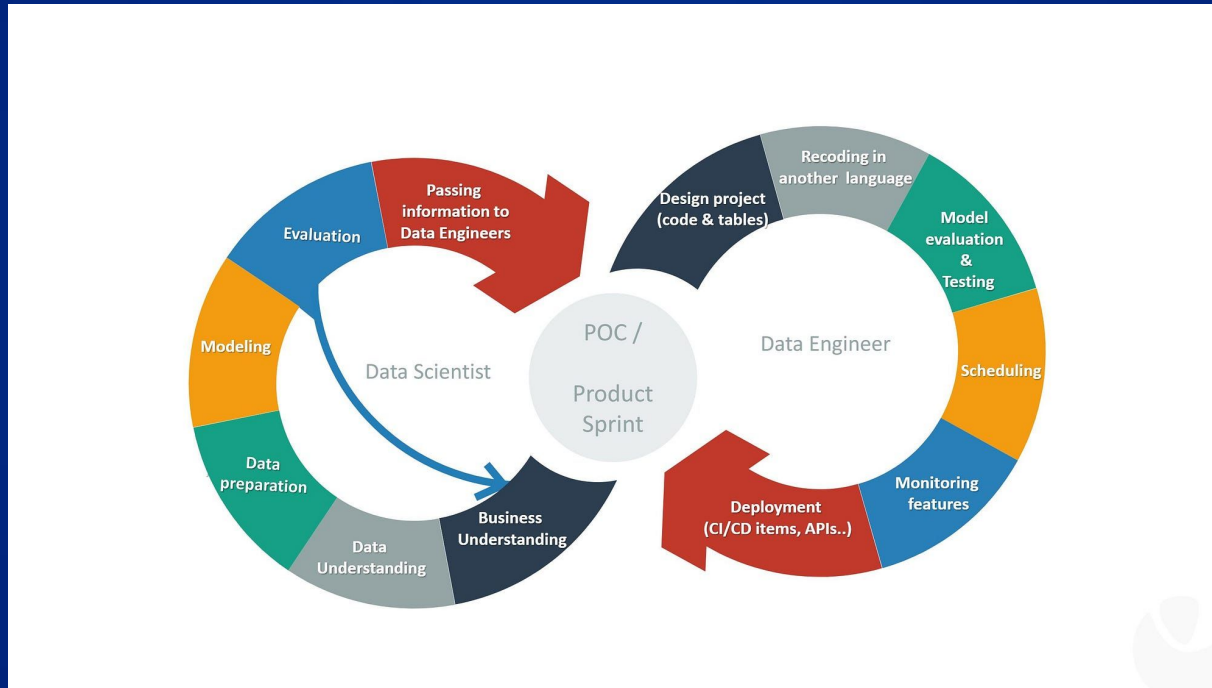 Passing
information to
Data Engineers
Evaluation
Modeling
Data
preparation
Data
Understanding
Business
Understanding
Data Scientist
POC /
Product
Sprint
Design project
(code & tables)
Recoding in
another language
Model
evaluation
&
Testing
Scheduling
Monitoring
features
Deployment
(CI/CD items, APIs..)
Data Engineer